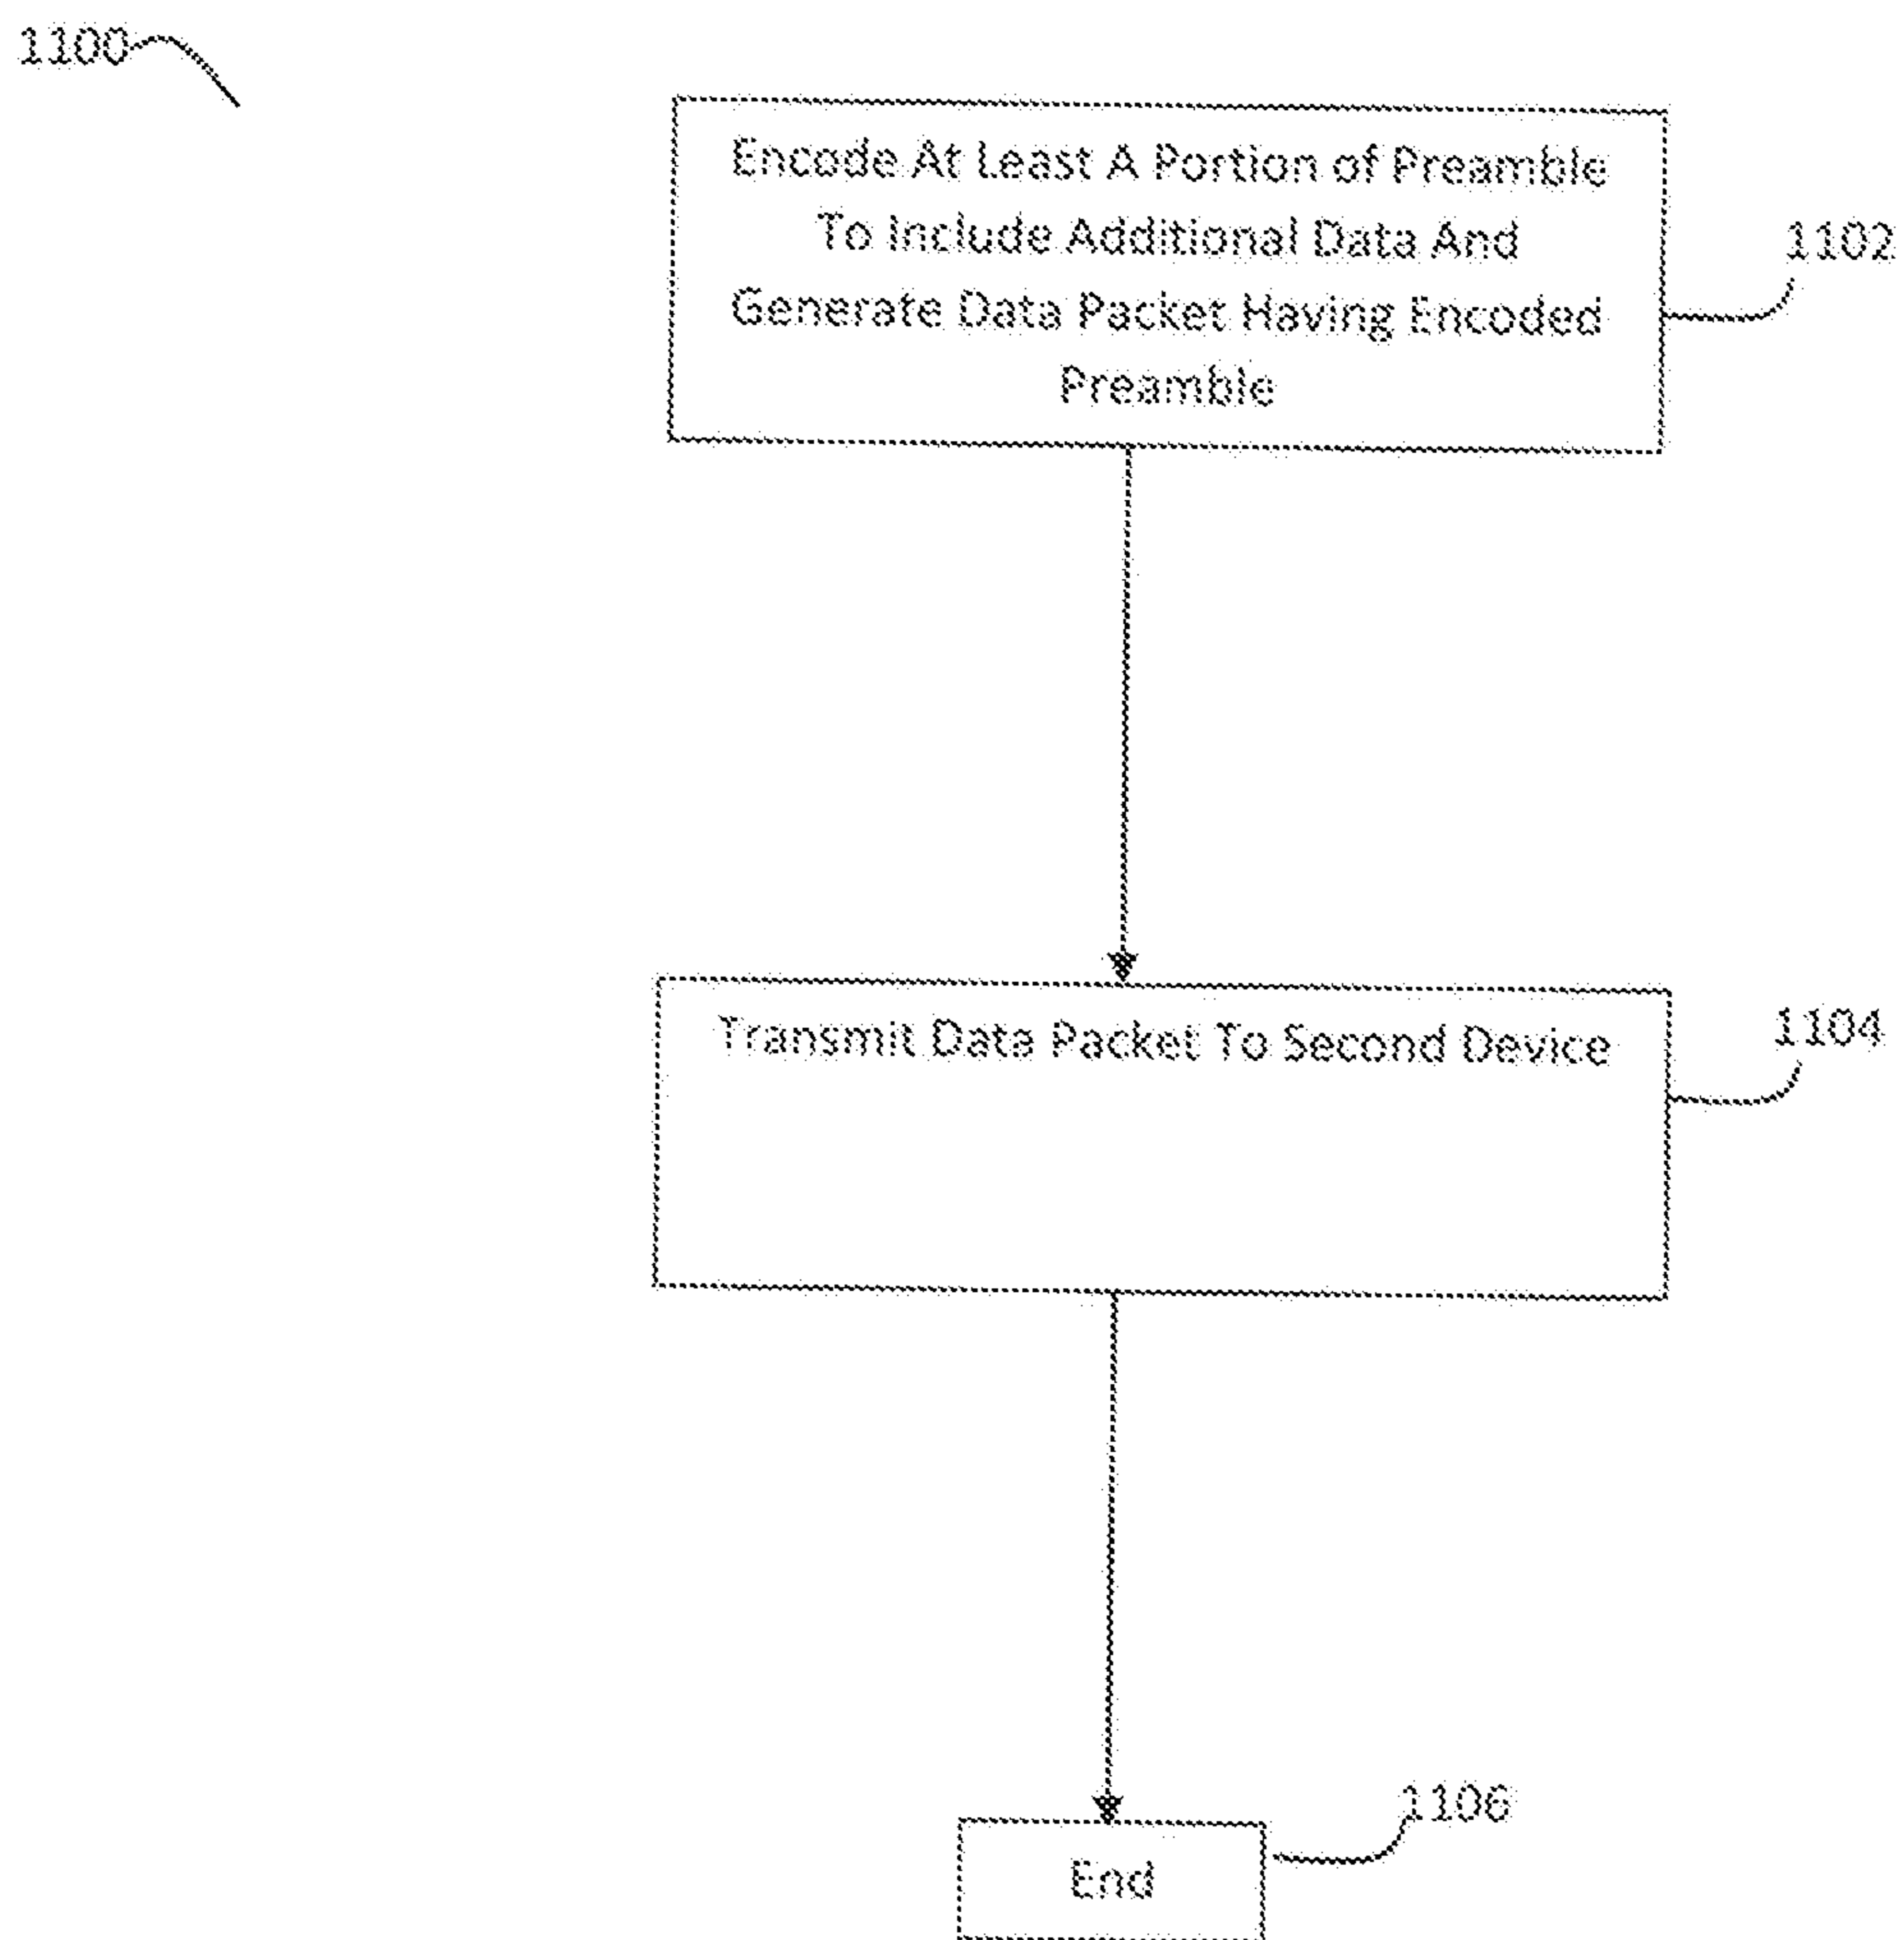 1100
Encode At Least A Portion of Preamble
To Include Additional Data And
Generate Data Packet Having Encoded
Preamble
1102
Transmit Data Packet To Second Device
1104
1106
End